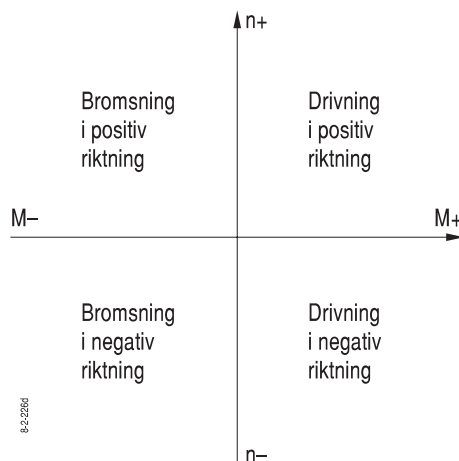 n+
Bromsning
i positiv
riktning
Drivning
i positiv
riktning
M–
M+
Bromsning
i negativ
riktning
Drivning
i negativ
riktning
8-2-226d
n–